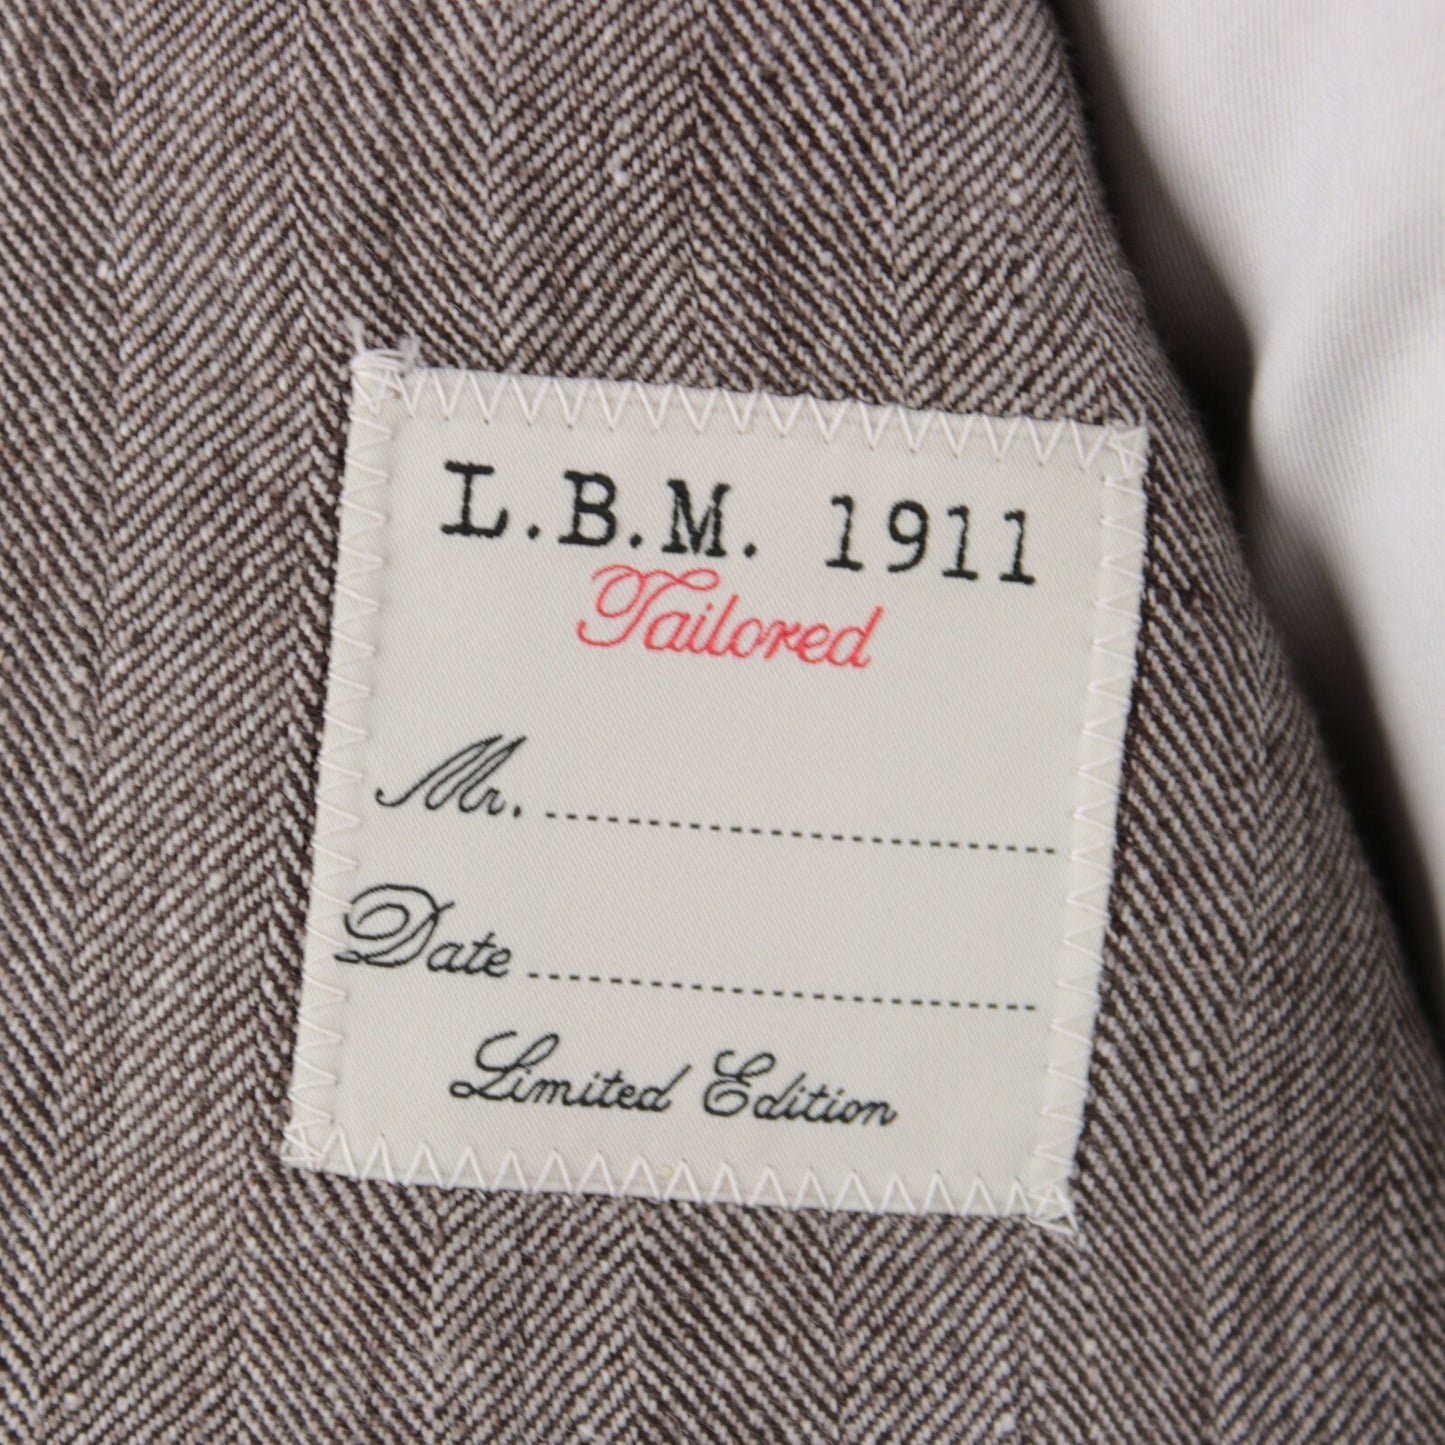 L.B.M. 1911
Tailored
Mr. ........................................
Date ........................................
Limited Edition